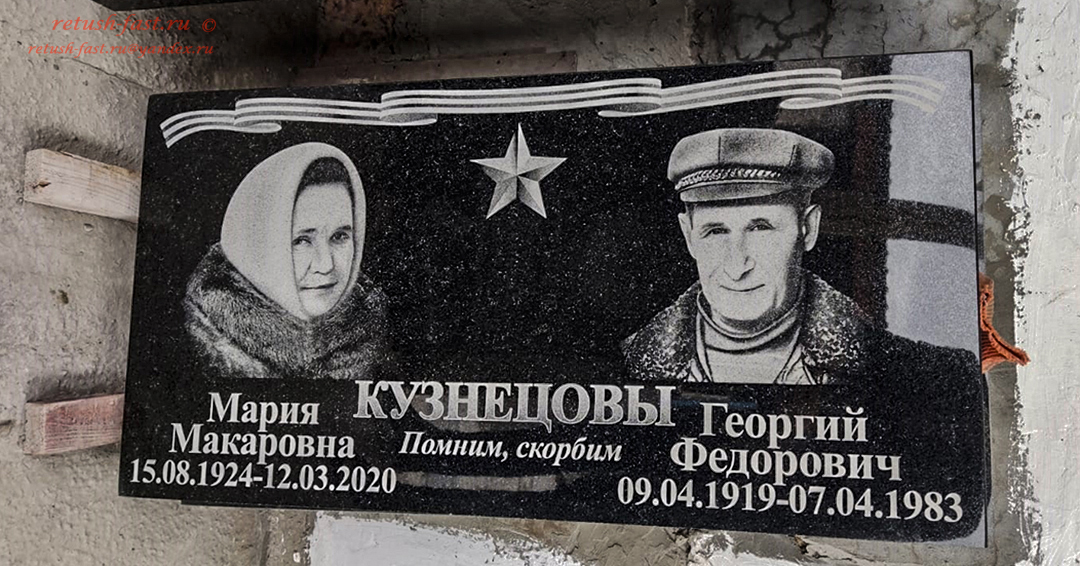 retush-fast.ru ©
retush-fast.ru@yandex.ru
КУЗНЕЦОВЫ
Мария
Макаровна
15.08.1924-12.03.2020
Помним, скорбим
Георгий
Федорович
09.04.1919-07.04.1983